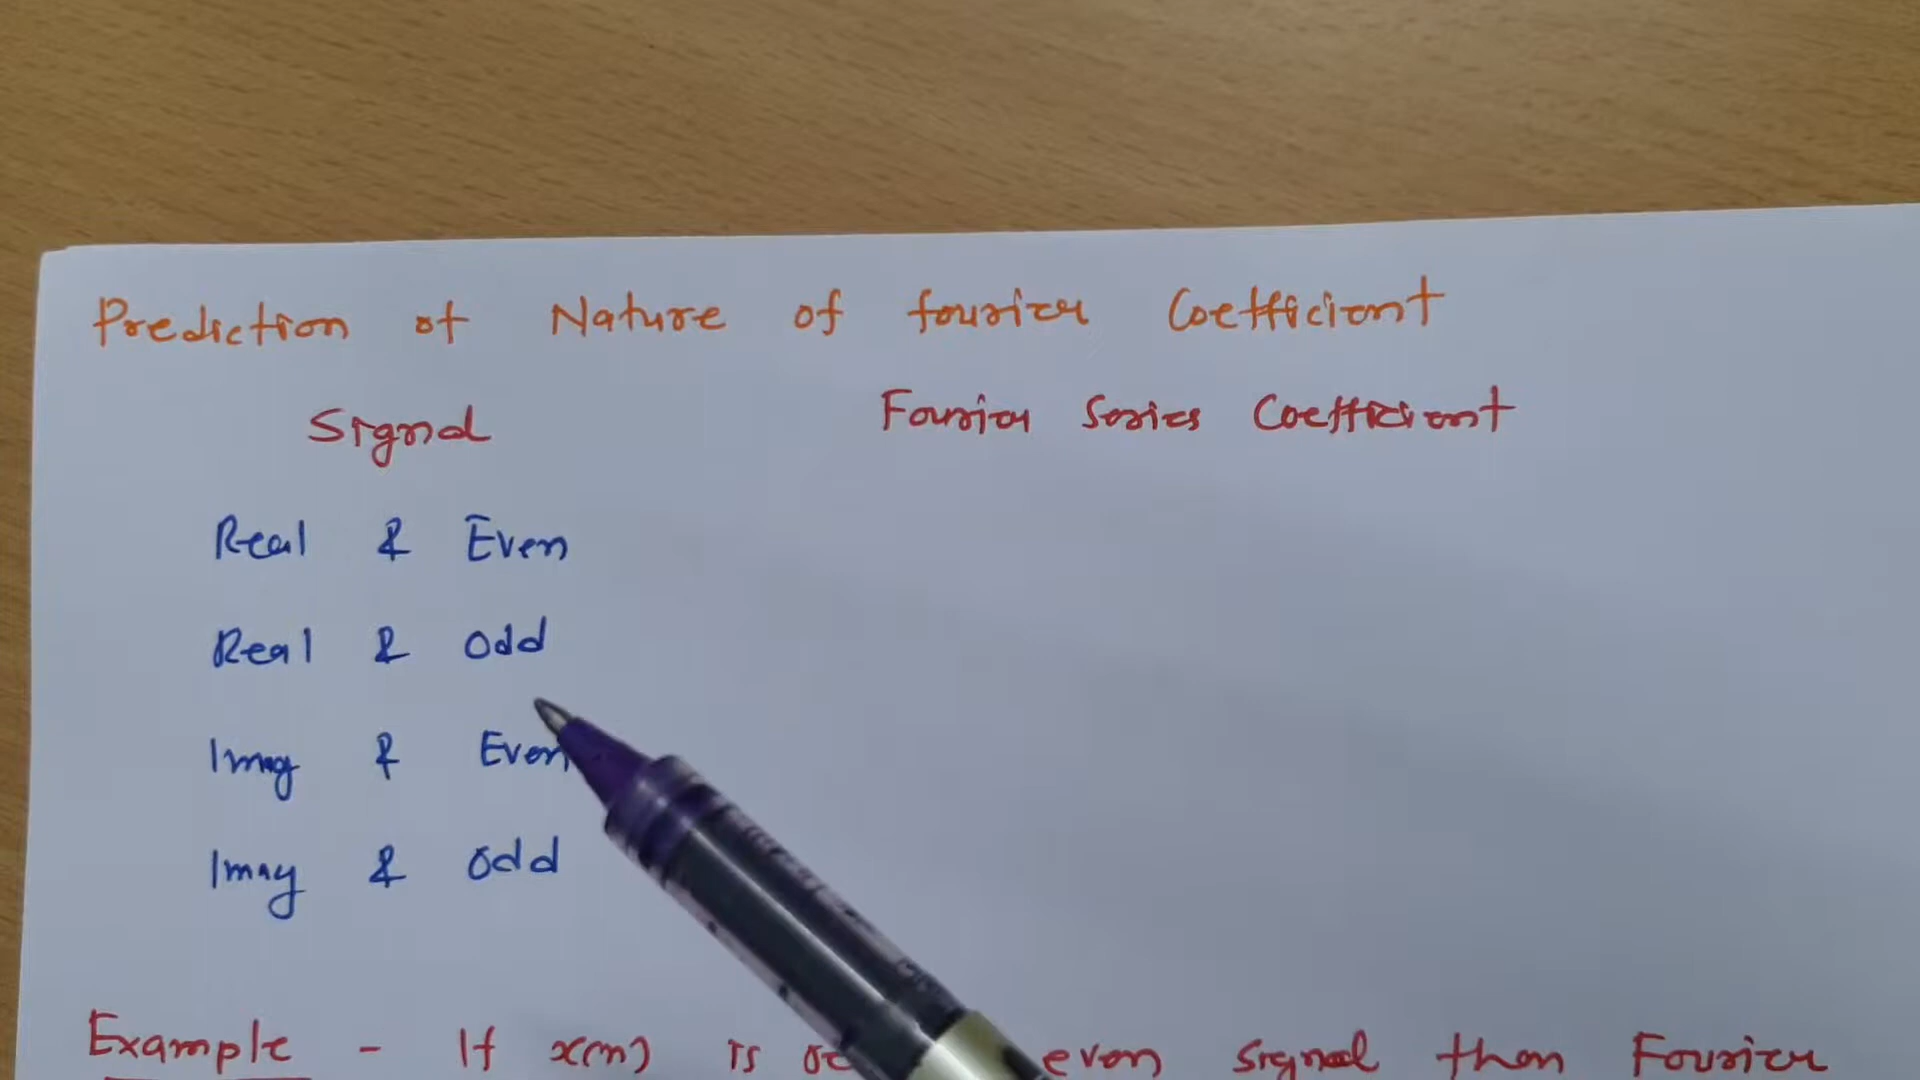 Prediction of Nature of fourier Coefficient
Signal Fourier Series Coefficient
Real & Even
Real & Odd
Imag & Even
Imag & Odd
Example - If x(n) is even signal then Fourier